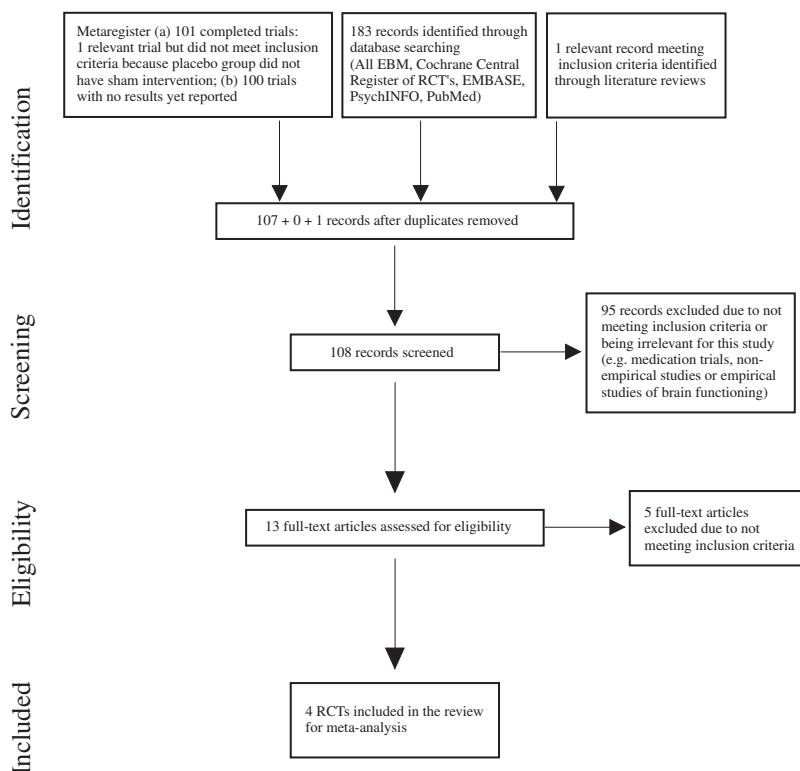 Identification
Metaregister (a) 101 completed trials:
1 relevant trial but did not meet inclusion
criteria because placebo group did not
have sham intervention; (b) 100 trials
with no results yet reported
183 records identified through
database searching
(All EBM, Cochrane Central
Register of RCT's, EMBASE,
PsychINFO, PubMed)
1 relevant record meeting
inclusion criteria identified
through literature reviews
107 + 0 + 1 records after duplicates removed
Screening
108 records screened
95 records excluded due to not
meeting inclusion criteria or
being irrelevant for this study
(e.g. medication trials, non-
empirical studies or empirical
studies of brain functioning)
Eligibility
13 full-text articles assessed for eligibility
5 full-text articles
excluded due to not
meeting inclusion criteria
Included
4 RCTs included in the review
for meta-analysis